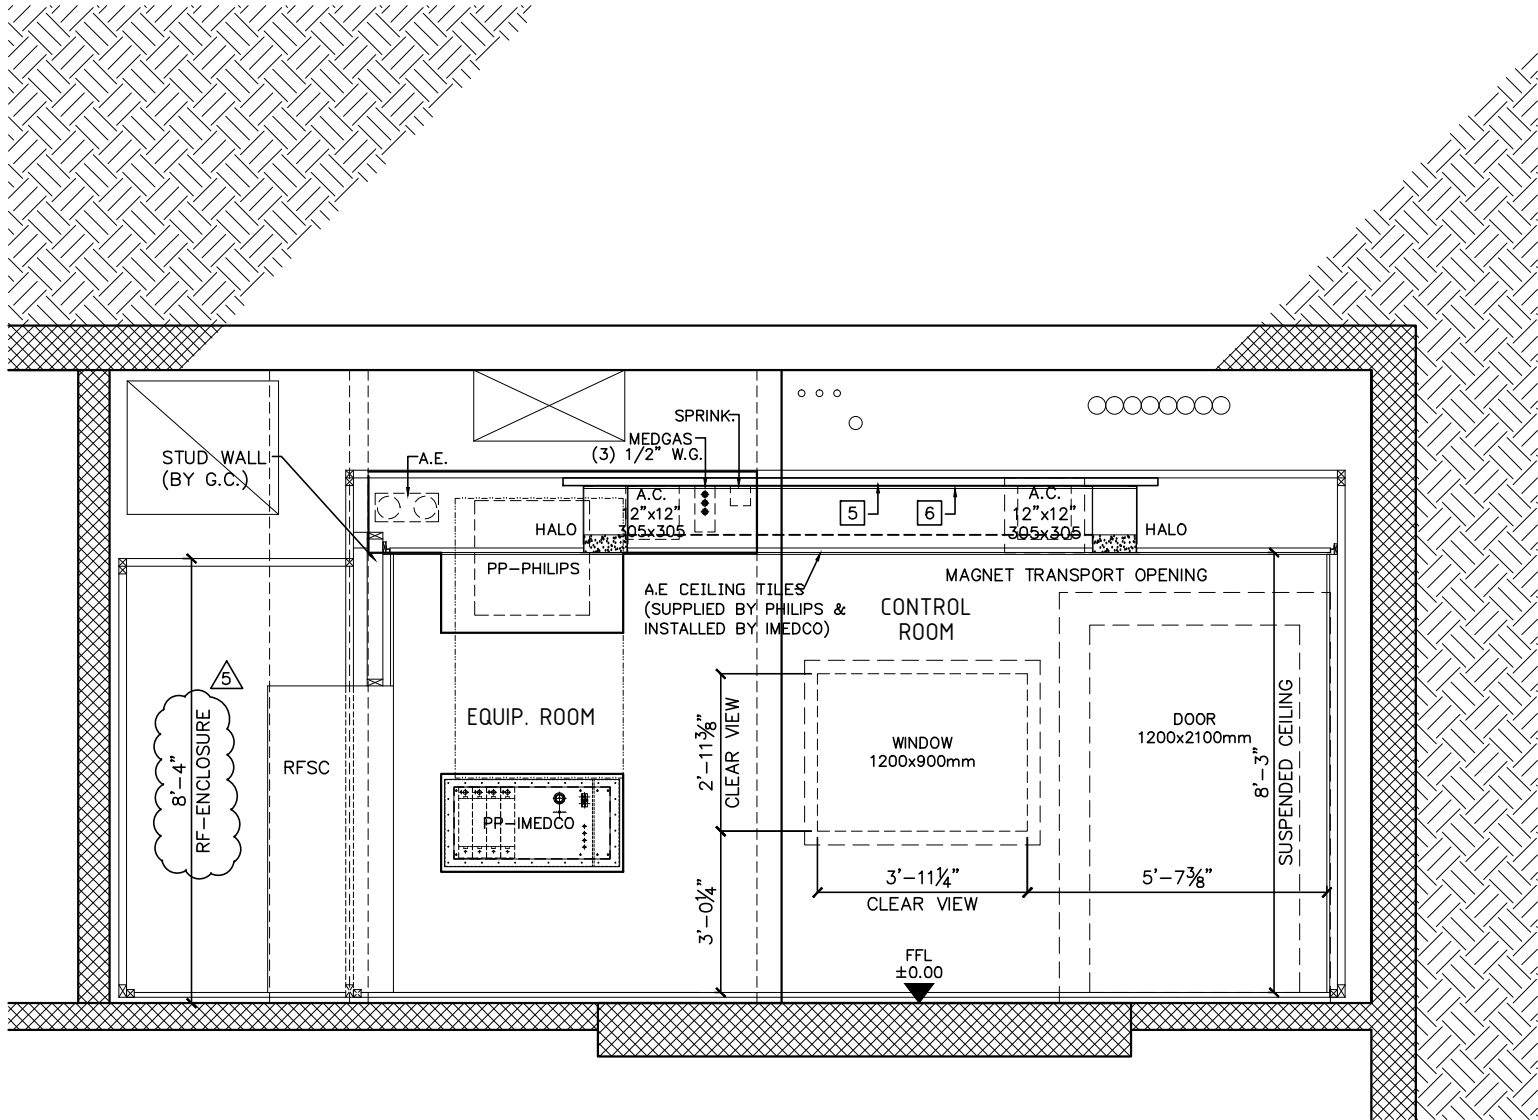 SPRINK.
MEDGAS
(3) 1/2" W.G.
STUD WALL
(BY G.C.)
A.E.
A.C.
12"x12"
305x305
5
6
A.C.
12"x12"
305x305
HALO
HALO
PP-PHILIPS
A.E CEILING TILES
(SUPPLIED BY PHILIPS &
INSTALLED BY IMEDCO)
MAGNET TRANSPORT OPENING
CONTROL
ROOM
5
8'-4"
RF-ENCLOSURE
RFSC
EQUIP. ROOM
PP-IMEDCO
2'-11⅜"
CLEAR VIEW
3'-0¼"
WINDOW
1200x900mm
DOOR
1200x2100mm
8'-3"
SUSPENDED CEILING
3'-11¼"
CLEAR VIEW
5'-7⅜"
FFL
±0.00